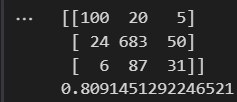 ... [[100 20 5]
[ 24 683 50]
[ 6 87 31]]
0.8091451292246521